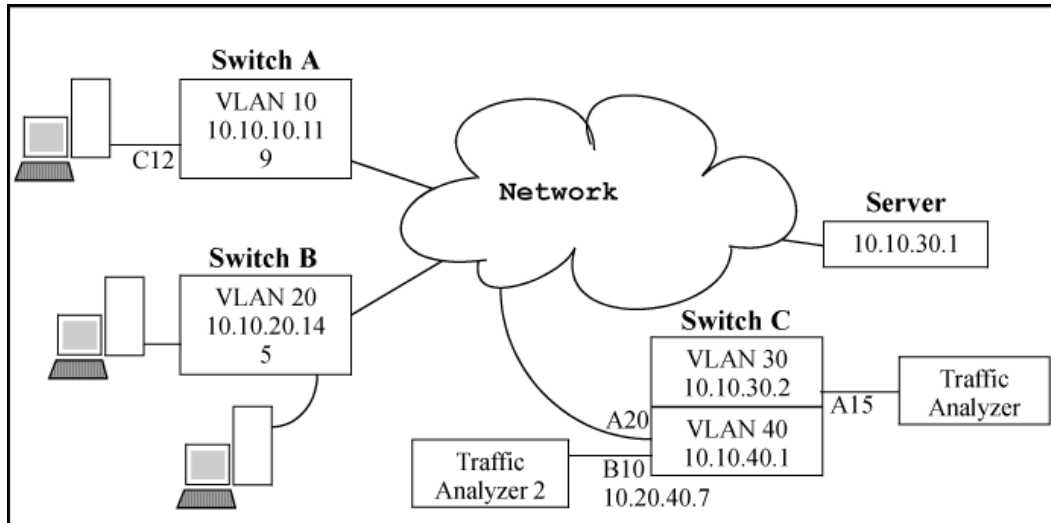 Switch A
VLAN 10
10.10.10.11
9
C12
Network
Server
10.10.30.1
Switch B
VLAN 20
10.10.20.14
5
Switch C
VLAN 30
10.10.30.2
A15
Traffic
Analyzer
A20
VLAN 40
10.10.40.1
Traffic
Analyzer 2
B10
10.20.40.7